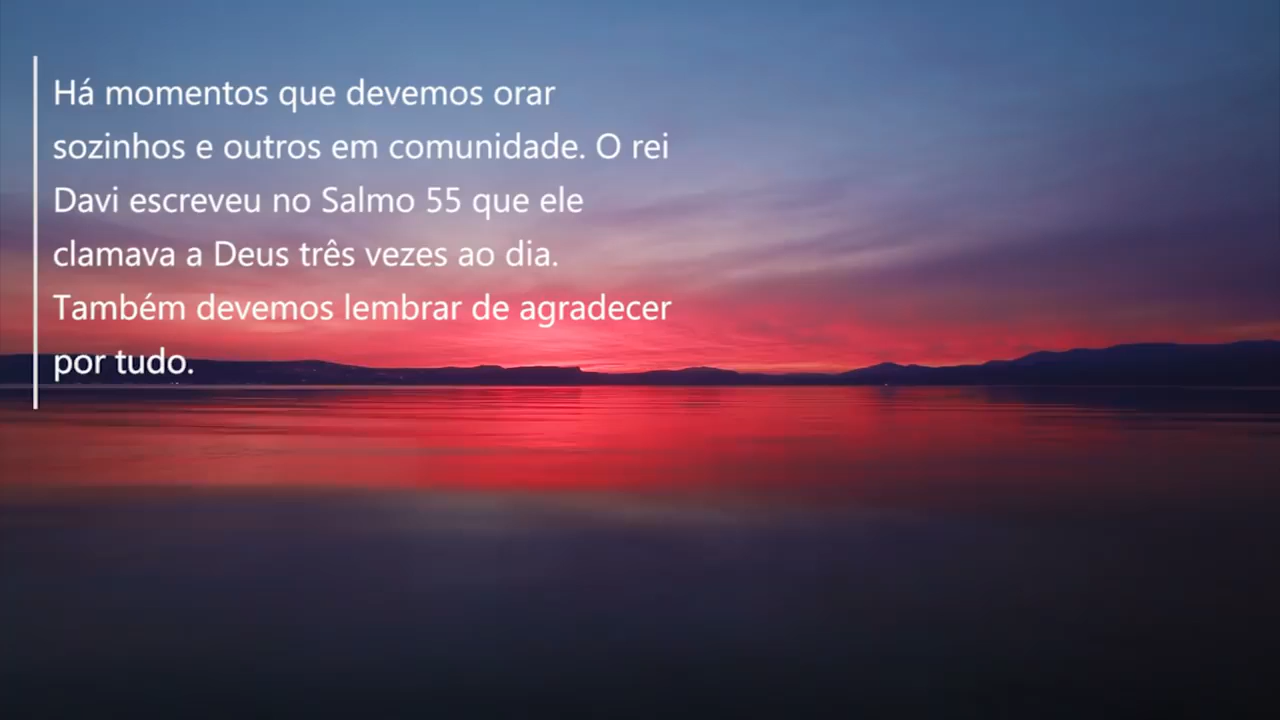 Há momentos que devemos orar
sozinhos e outros em comunidade. O rei
Davi escreveu no Salmo 55 que ele
clamava a Deus três vezes ao dia.
Também devemos lembrar de agradecer
por tudo.